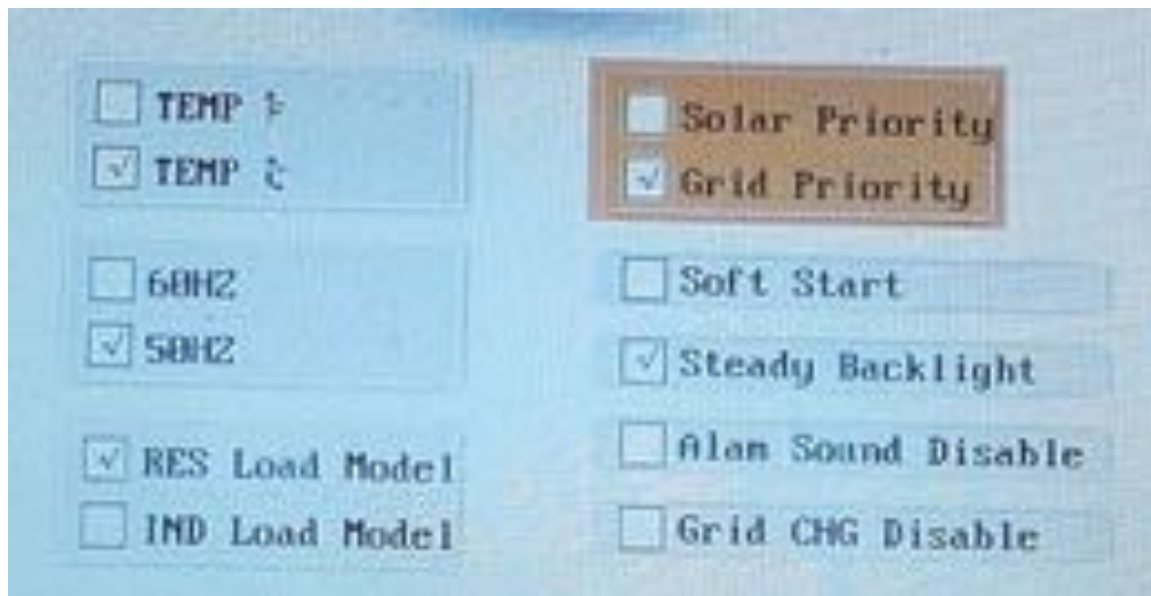 TEMP °F
TEMP °C
60HZ
50HZ
RES Load Model
IND Load Model
Solar Priority
Grid Priority
Soft Start
Steady Backlight
Alam Sound Disable
Grid CHG Disable